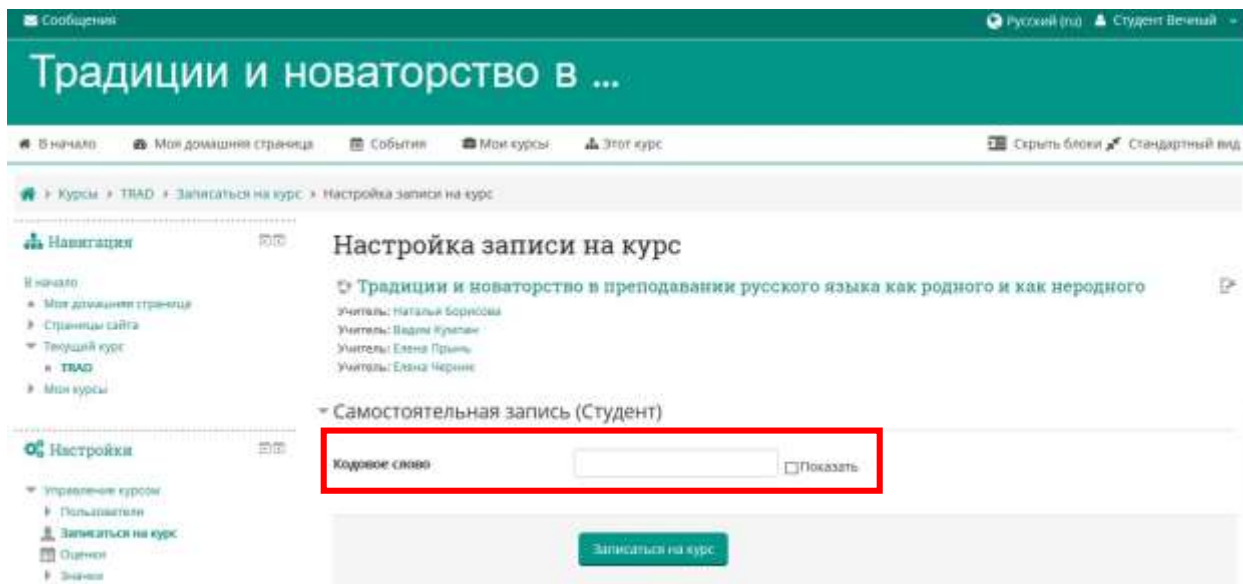 Сообщения
Русский (ru) Студент Вечный
Традиции и новаторство в ...
В начало Моя домашняя страница События Мои курсы Этот курс Скрыть блоки Стандартный вид
Курсы TRAD Записаться на курс Настройка записи на курс
Навигация
В начало
Моя домашняя страница
Страницы сайта
Текущий курс
TRAD
Мои курсы
Настройки
Управление курсом
Пользователи
Записаться на курс
Оценки
Значки
Настройка записи на курс
Традиции и новаторство в преподавании русского языка как родного и как неродного
Учитель: Наталья Борисова
Учитель: Вадим
Учитель: Елена
Учитель: Елена
Самостоятельная запись (Студент)
Кодовое слово Показать
Записаться на курс